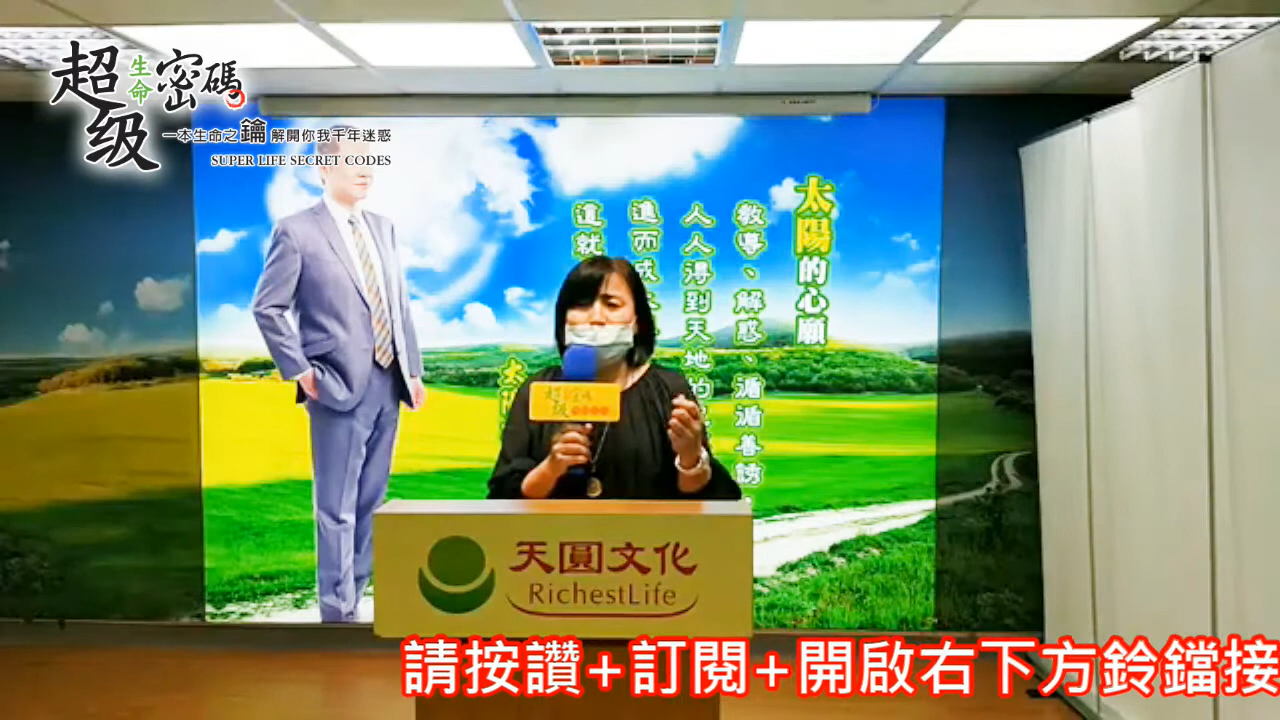 超級生命密碼
一本生命之鑰 解開你我千年迷惑
SUPER LIFE SECRET CODES
太陽的心願
教導、解惑、循循善誘，
人人得到天地的
進而成
這就
太陽
天圓文化
RichestLife
請按讚+訂閱+開啟右下方鈴鐺接